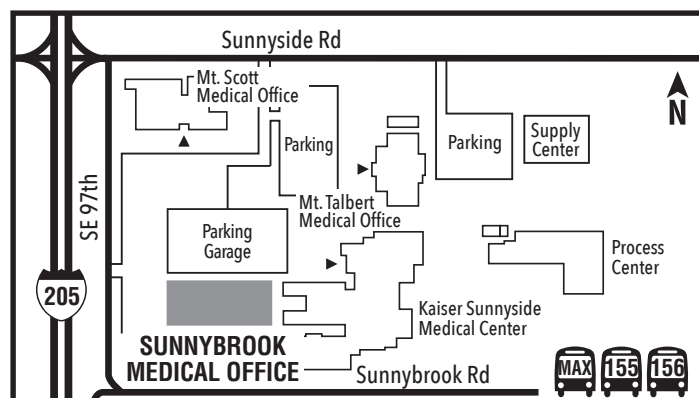 Sunnyside Rd
Mt. Scott
Medical Office
N
Parking
Parking
Supply
Center
SE 97th
Mt. Talbert
Medical Office
Parking
Garage
Process
Center
205
Kaiser Sunnyside
Medical Center
SUNNYBROOK
MEDICAL OFFICE
Sunnybrook Rd
MAX
155
156